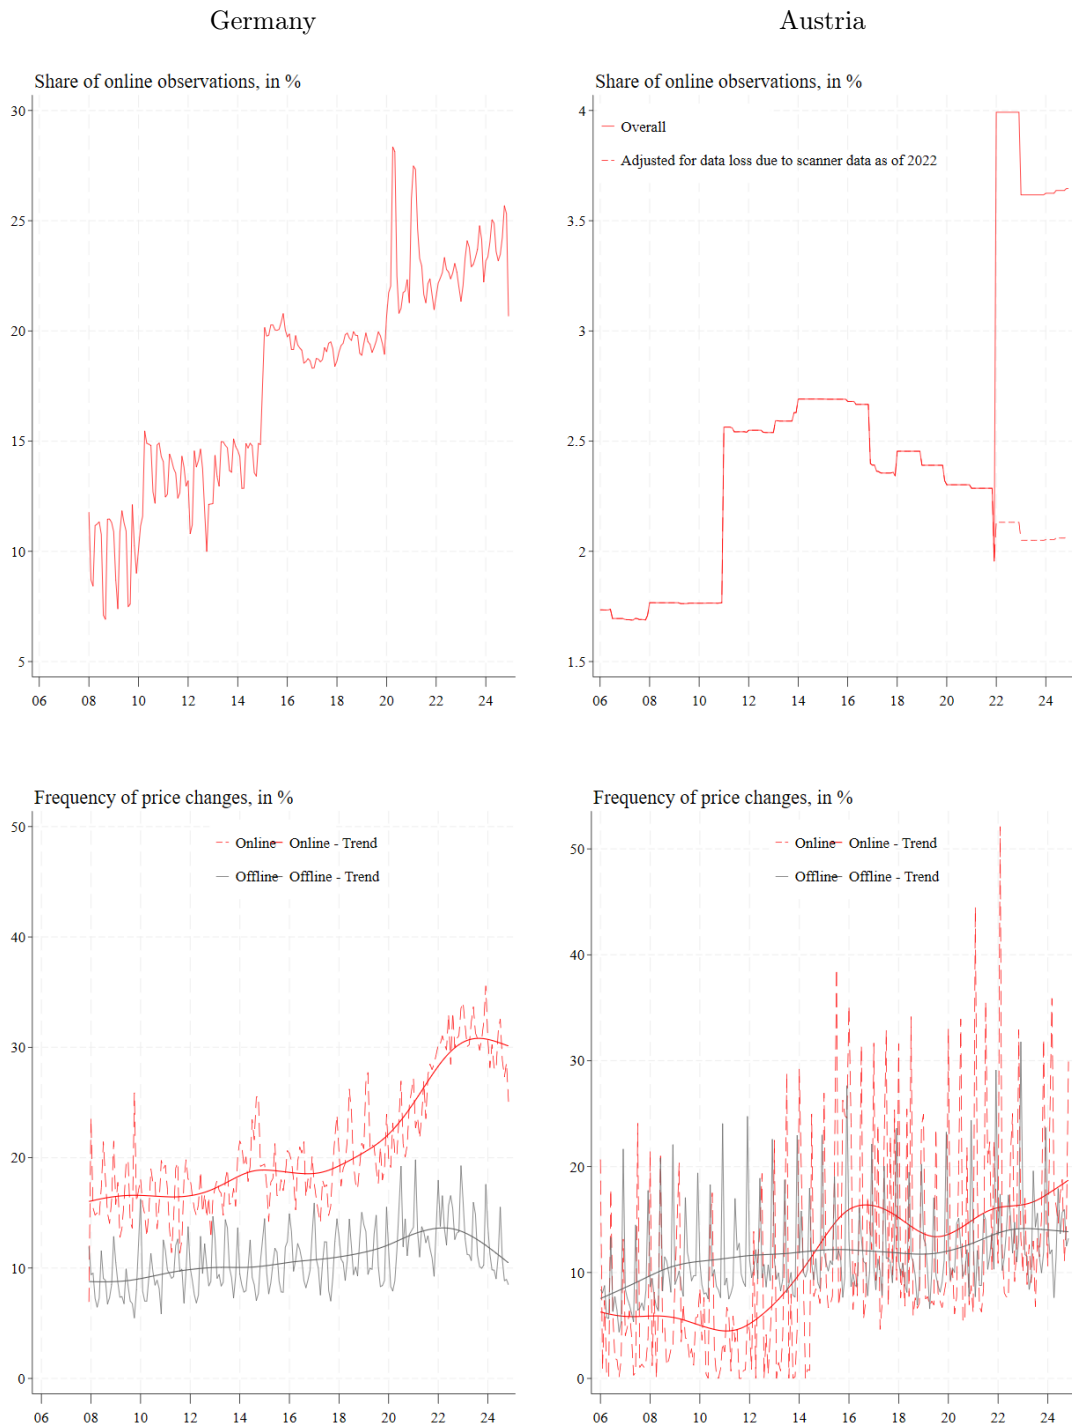 Germany
Austria
Share of online observations, in %
30
25
20
15
10
5
06 08 10 12 14 16 18 20 22 24
Share of online observations, in %
Overall
Adjusted for data loss due to scanner data as of 2022
4
3.5
3
2.5
2
1.5
06 08 10 12 14 16 18 20 22 24
Frequency of price changes, in %
Online Online - Trend
Offline Offline - Trend
50
40
30
20
10
0
06 08 10 12 14 16 18 20 22 24
Frequency of price changes, in %
Online Online - Trend
Offline Offline - Trend
50
40
30
20
10
0
06 08 10 12 14 16 18 20 22 24